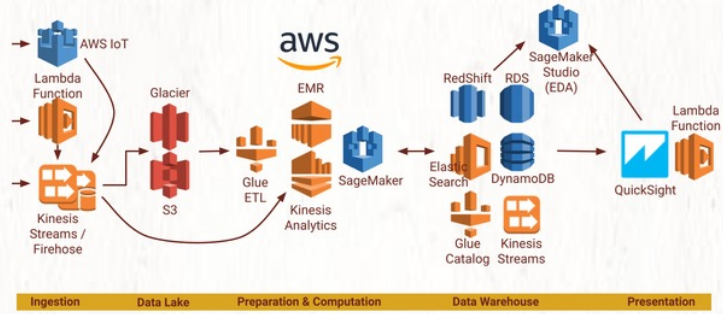 AWS IoT
Lambda
Function
Kinesis
Streams /
Firehose
Glacier
S3
aws
Glue
ETL
EMR
Kinesis
Analytics
SageMaker
RedShift
RDS
Elastic
Search
DynamoDB
Glue
Catalog
Kinesis
Streams
SageMaker
Studio
(EDA)
QuickSight
Lambda
Function
Ingestion
Data Lake
Preparation & Computation
Data Warehouse
Presentation